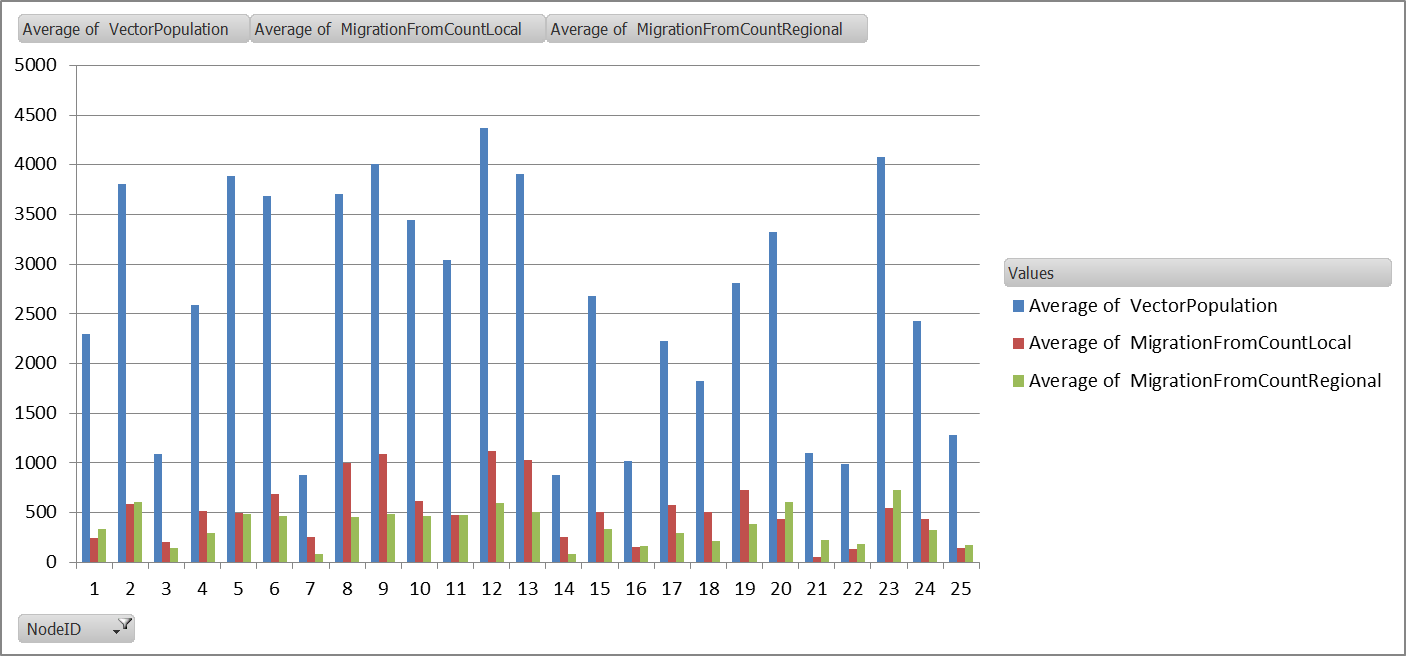 Average of VectorPopulation Average of MigrationFromCountLocal Average of MigrationFromCountRegional
5000
4500
4000
3500
3000
2500
2000
1500
1000
500
0
1 2 3 4 5 6 7 8 9 10 11 12 13 14 15 16 17 18 19 20 21 22 23 24 25
Values
Average of VectorPopulation
Average of MigrationFromCountLocal
Average of MigrationFromCountRegional
NodeID